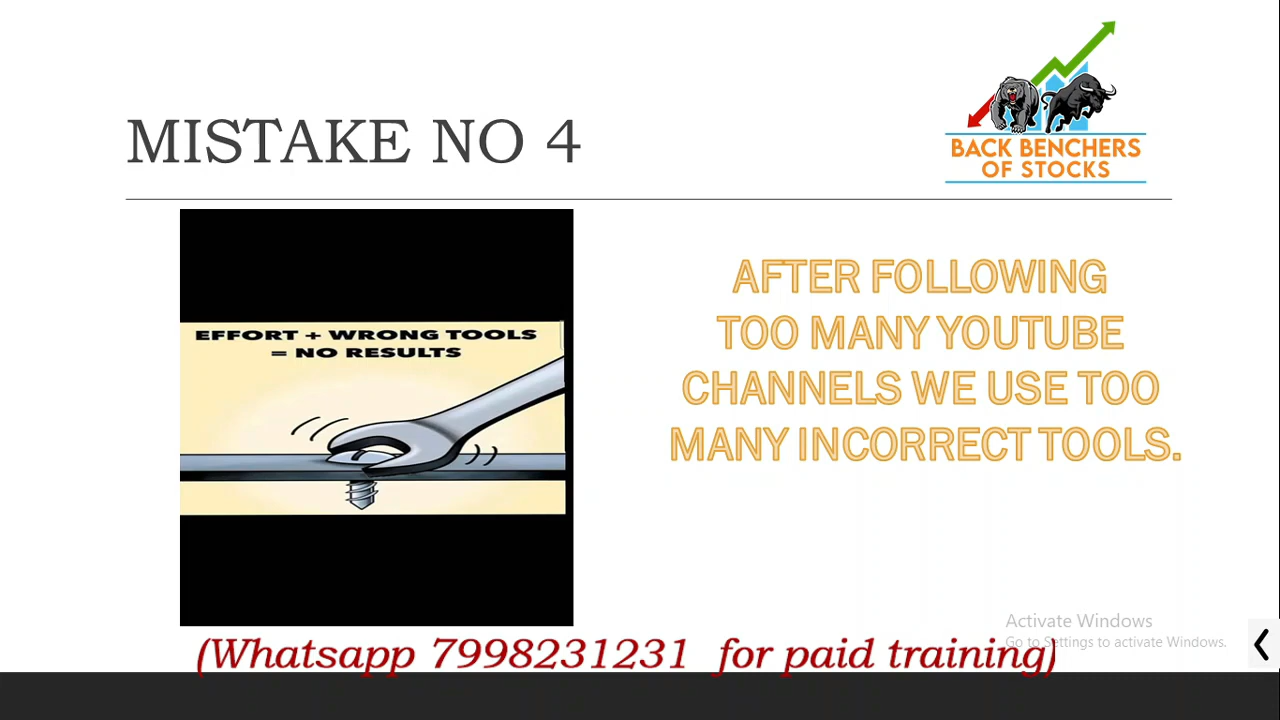 MISTAKE NO 4
BACK BENCHERS
OF STOCKS
EFFORT + WRONG TOOLS
= NO RESULTS
AFTER FOLLOWING
TOO MANY YOUTUBE
CHANNELS WE USE TOO
MANY INCORRECT TOOLS.
Activate Windows
Go to Settings to activate Windows.
(Whatsapp 7998231231 for paid training)